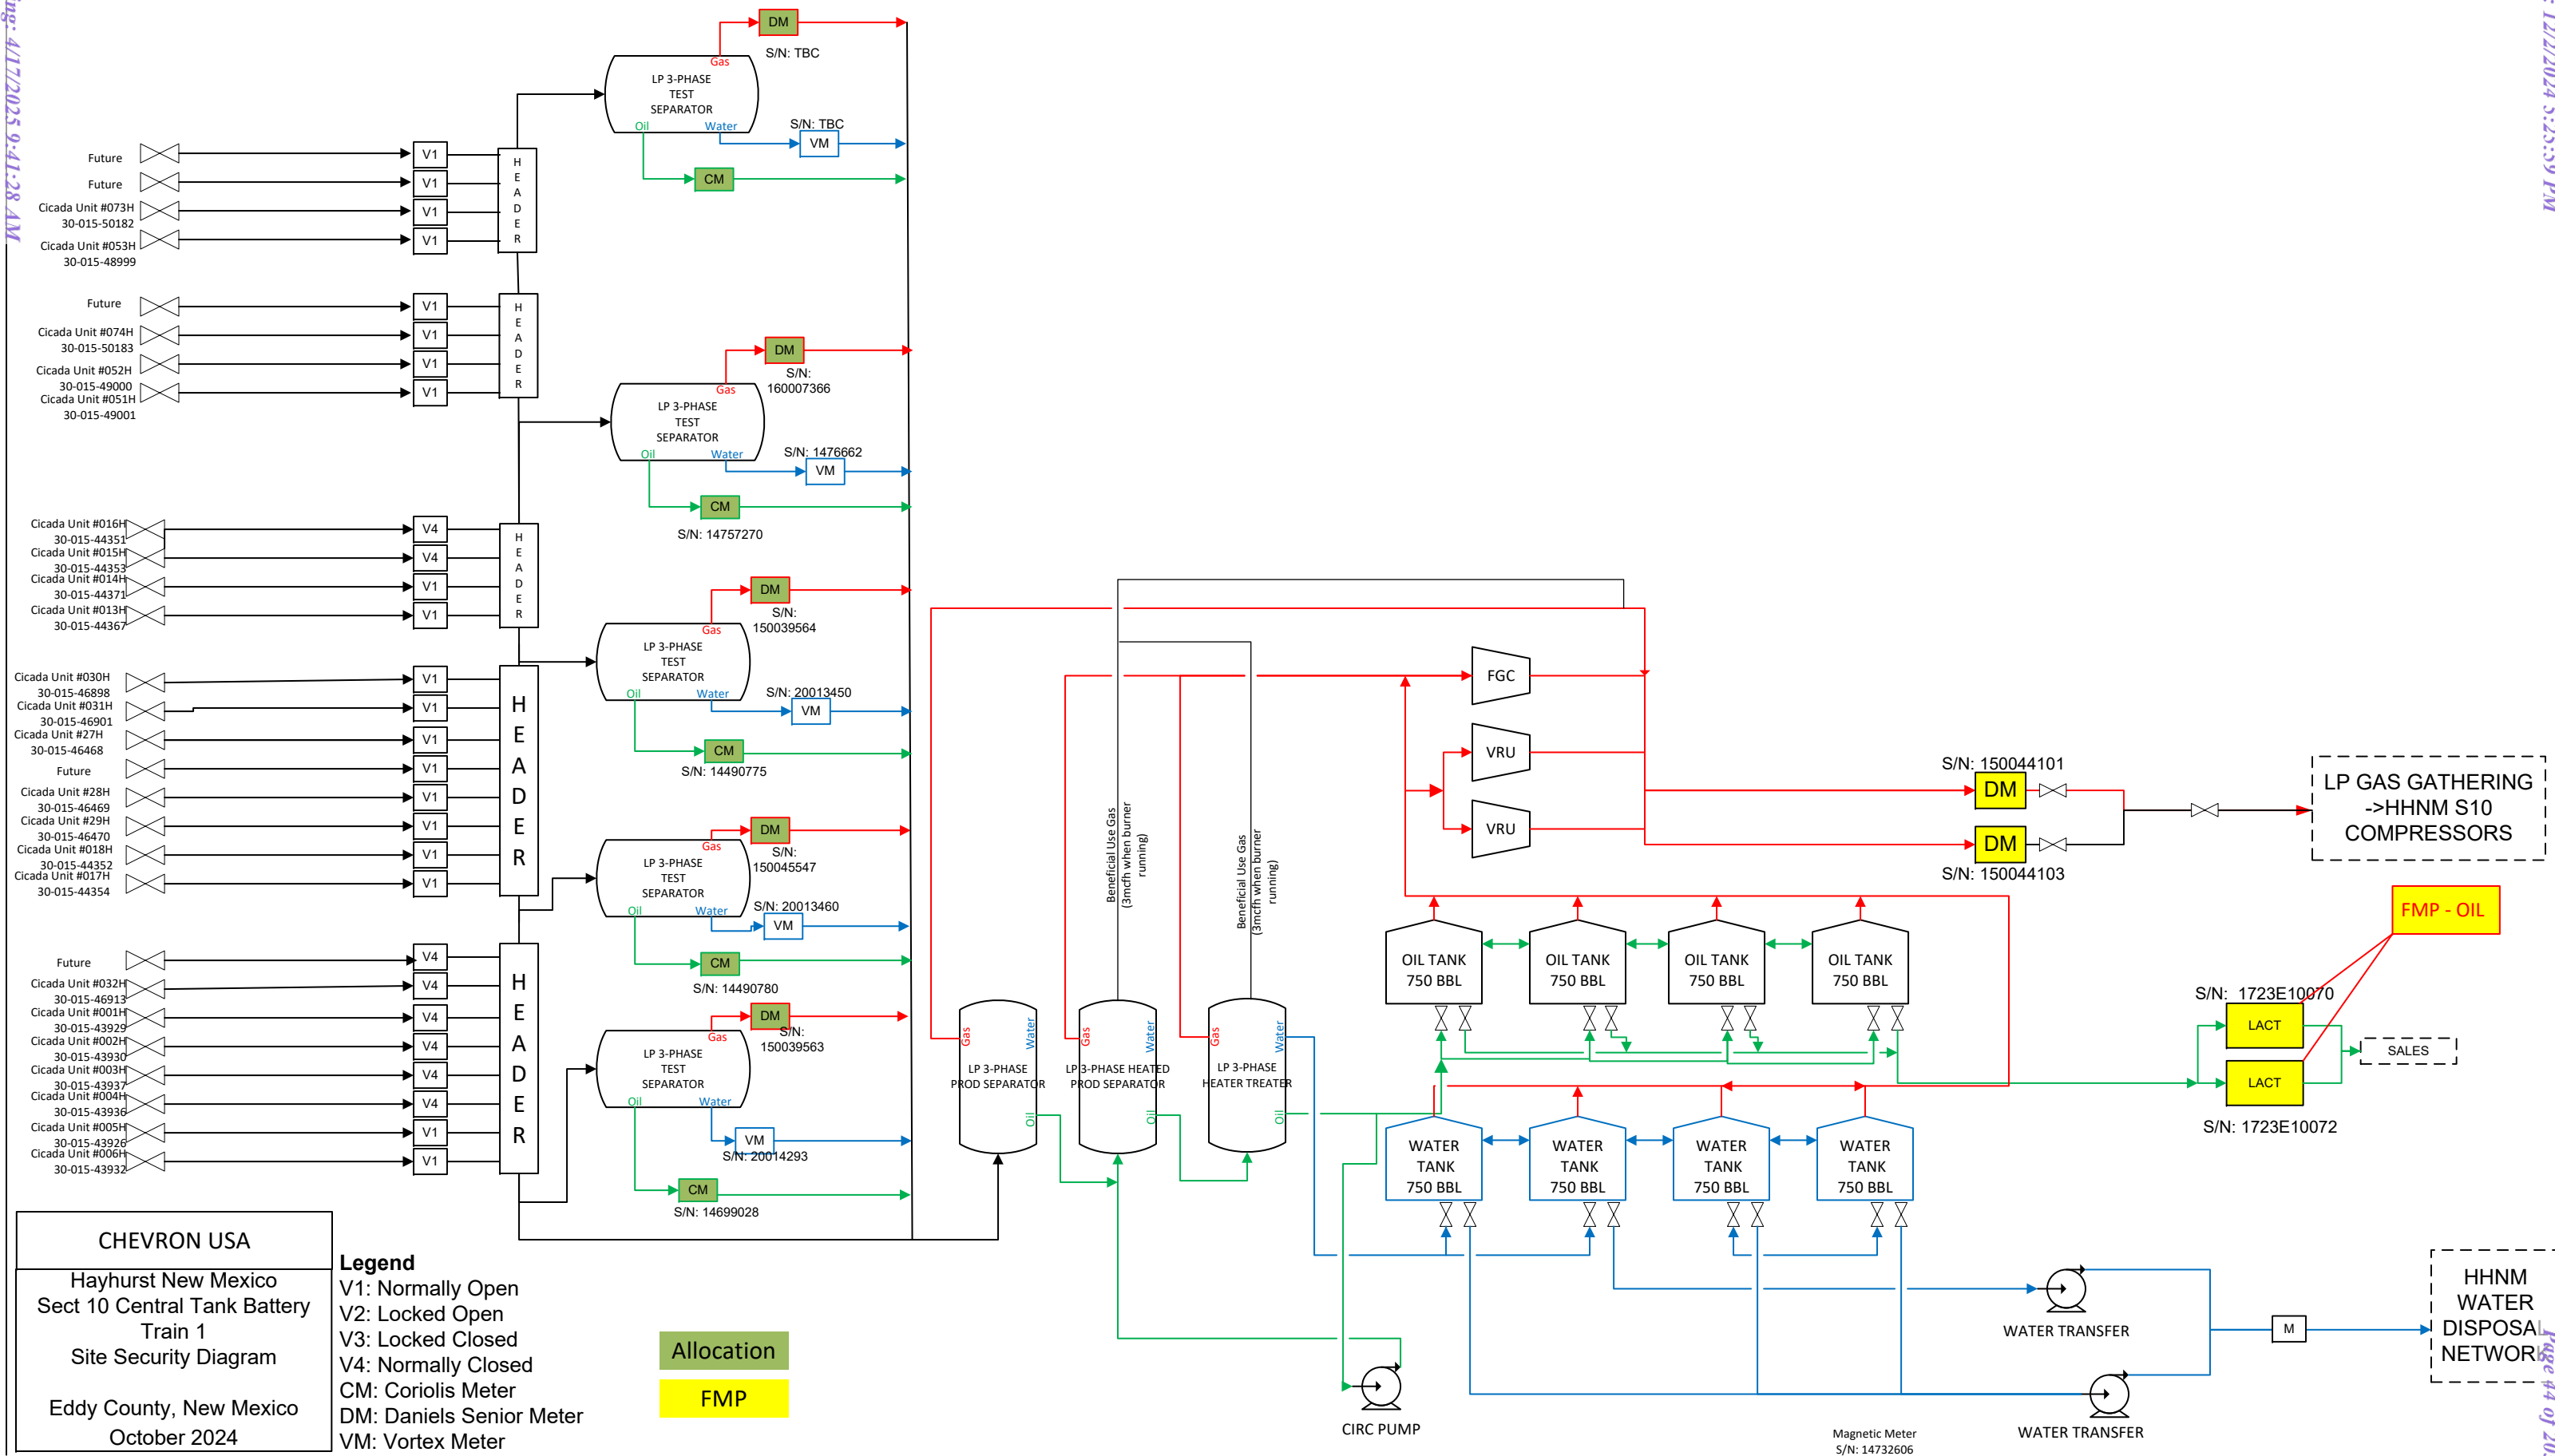 ng: 4/17/2025 9:41:28 AM
: 12/2/2024 3:23:59 PM
DM
S/N: TBC
Gas
LP 3-PHASE
TEST
SEPARATOR
Oil
Water
S/N: TBC
VM
CM
Future
V1
Future
V1
Cicada Unit #073H
30-015-50182
V1
Cicada Unit #053H
30-015-48999
V1
HEADER
Future
V1
Cicada Unit #074H
30-015-50183
V1
Cicada Unit #052H
30-015-49000
V1
Cicada Unit #051H
30-015-49001
V1
HEADER
DM
S/N:
160007366
Gas
LP 3-PHASE
TEST
SEPARATOR
Oil
Water
S/N: 1476662
VM
CM
S/N: 14757270
Cicada Unit #016H
30-015-44351
V4
Cicada Unit #015H
30-015-44353
V4
Cicada Unit #014H
30-015-44371
V1
Cicada Unit #013H
30-015-44367
V1
HEADER
DM
S/N:
150039564
Gas
LP 3-PHASE
TEST
SEPARATOR
Oil
Water
S/N: 20013450
VM
CM
S/N: 14490775
Cicada Unit #030H
30-015-46898
V1
Cicada Unit #031H
30-015-46901
V1
Cicada Unit #27H
30-015-46468
V1
Future
V1
Cicada Unit #28H
30-015-46469
V1
Cicada Unit #29H
30-015-46470
V1
Cicada Unit #018H
30-015-44352
V1
Cicada Unit #017H
30-015-44354
V1
HEADER
DM
S/N:
150045547
Gas
LP 3-PHASE
TEST
SEPARATOR
Oil
Water
S/N: 20013460
VM
CM
S/N: 14490780
Future
V4
Cicada Unit #032H
30-015-46913
V4
Cicada Unit #001H
30-015-43929
V4
Cicada Unit #002H
30-015-43930
V4
Cicada Unit #003H
30-015-43937
V4
Cicada Unit #004H
30-015-43936
V4
Cicada Unit #005H
30-015-43926
V1
Cicada Unit #006H
30-015-43932
V1
HEADER
DM
S/N:
150039563
Gas
LP 3-PHASE
TEST
SEPARATOR
Oil
Water
VM
S/N: 20014293
CM
S/N: 14699028
Gas
Water
LP 3-PHASE
PROD SEPARATOR
Oil
Beneficial Use Gas
(3mcfh when burner
running)
Gas
Water
LP 3-PHASE HEATED
PROD SEPARATOR
Oil
Beneficial Use Gas
(3mcfh when burner
running)
Gas
Water
LP 3-PHASE
HEATER TREATER
Oil
FGC
VRU
VRU
S/N: 150044101
DM
DM
S/N: 150044103
LP GAS GATHERING
->HHNM S10
COMPRESSORS
FMP - OIL
OIL TANK
750 BBL
OIL TANK
750 BBL
OIL TANK
750 BBL
OIL TANK
750 BBL
S/N: 1723E10070
LACT
LACT
S/N: 1723E10072
SALES
WATER
TANK
750 BBL
WATER
TANK
750 BBL
WATER
TANK
750 BBL
WATER
TANK
750 BBL
WATER TRANSFER
M
HHNM
WATER
DISPOSAL
NETWORK
WATER TRANSFER
CIRC PUMP
Magnetic Meter
S/N: 14732606
CHEVRON USA
Hayhurst New Mexico
Sect 10 Central Tank Battery
Train 1
Site Security Diagram
Eddy County, New Mexico
October 2024
Legend
V1: Normally Open
V2: Locked Open
V3: Locked Closed
V4: Normally Closed
CM: Coriolis Meter
DM: Daniels Senior Meter
VM: Vortex Meter
Allocation
FMP
Page 44 of